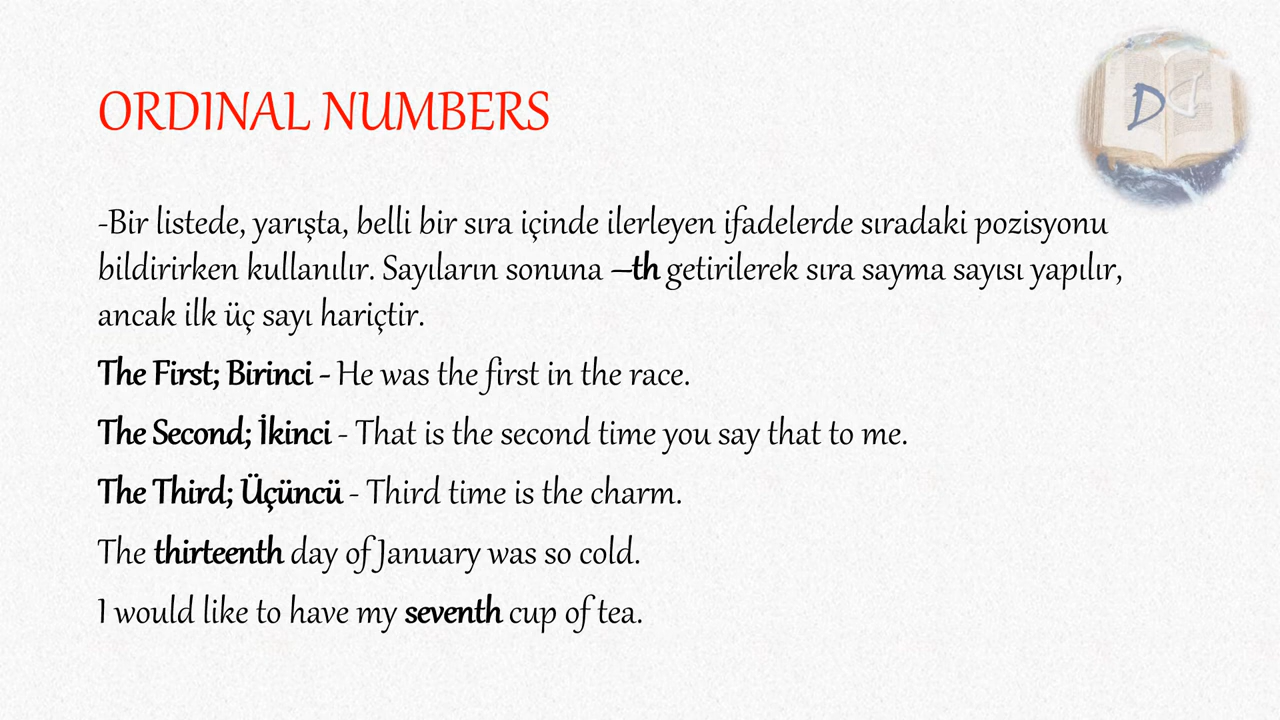 ORDINAL NUMBERS
D
-Bir listede, yarışta, belli bir sıra içinde ilerleyen ifadelerde sıradaki pozisyonu
bildirirken kullanılır. Sayıların sonuna –th getirilerek sıra sayma sayısı yapılır,
ancak ilk üç sayı hariçtir.
The First; Birinci - He was the first in the race.
The Second; İkinci - That is the second time you say that to me.
The Third; Üçüncü - Third time is the charm.
The thirteenth day of January was so cold.
I would like to have my seventh cup of tea.